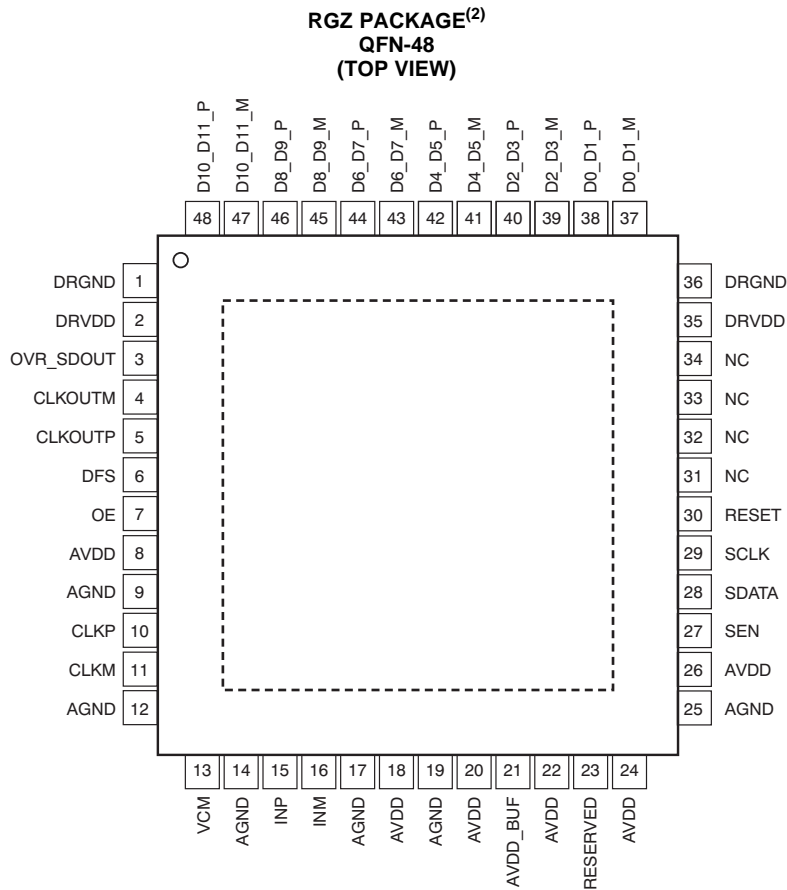 RGZ PACKAGE(2)
QFN-48
(TOP VIEW)
D10_D11_P
D10_D11_M
D8_D9_P
D8_D9_M
D6_D7_P
D6_D7_M
D4_D5_P
D4_D5_M
D2_D3_P
D2_D3_M
D0_D1_P
D0_D1_M
48 47 46 45 44 43 42 41 40 39 38 37
DRGND 1 36 DRGND
DRVDD 2 35 DRVDD
OVR_SDOUT 3 34 NC
CLKOUTM 4 33 NC
CLKOUTP 5 32 NC
DFS 6 31 NC
OE 7 30 RESET
AVDD 8 29 SCLK
AGND 9 28 SDATA
CLKP 10 27 SEN
CLKM 11 26 AVDD
AGND 12 25 AGND
13 14 15 16 17 18 19 20 21 22 23 24
VCM
AGND
INP
INM
AGND
AVDD
AGND
AVDD
AVDD_BUF
AVDD
RESERVED
AVDD